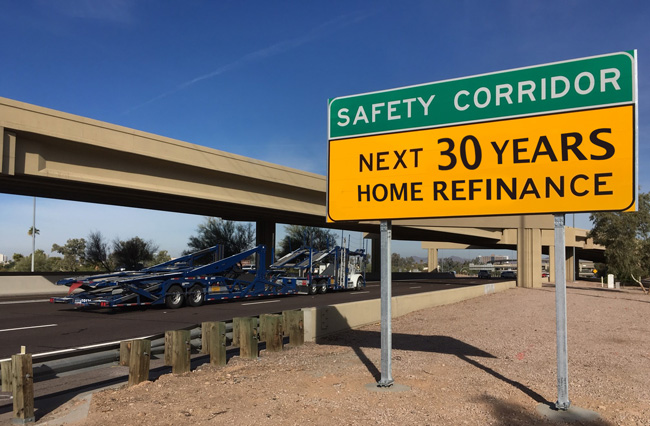 SAFETY CORRIDOR
NEXT 30 YEARS
HOME REFINANCE